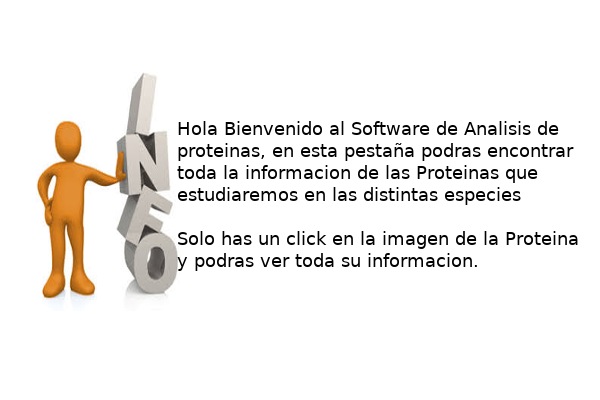 INFO
Hola Bienvenido al Software de Analisis de
proteinas, en esta pestaña podras encontrar
toda la informacion de las Proteinas que
estudiaremos en las distintas especies
Solo has un click en la imagen de la Proteina
y podras ver toda su informacion.